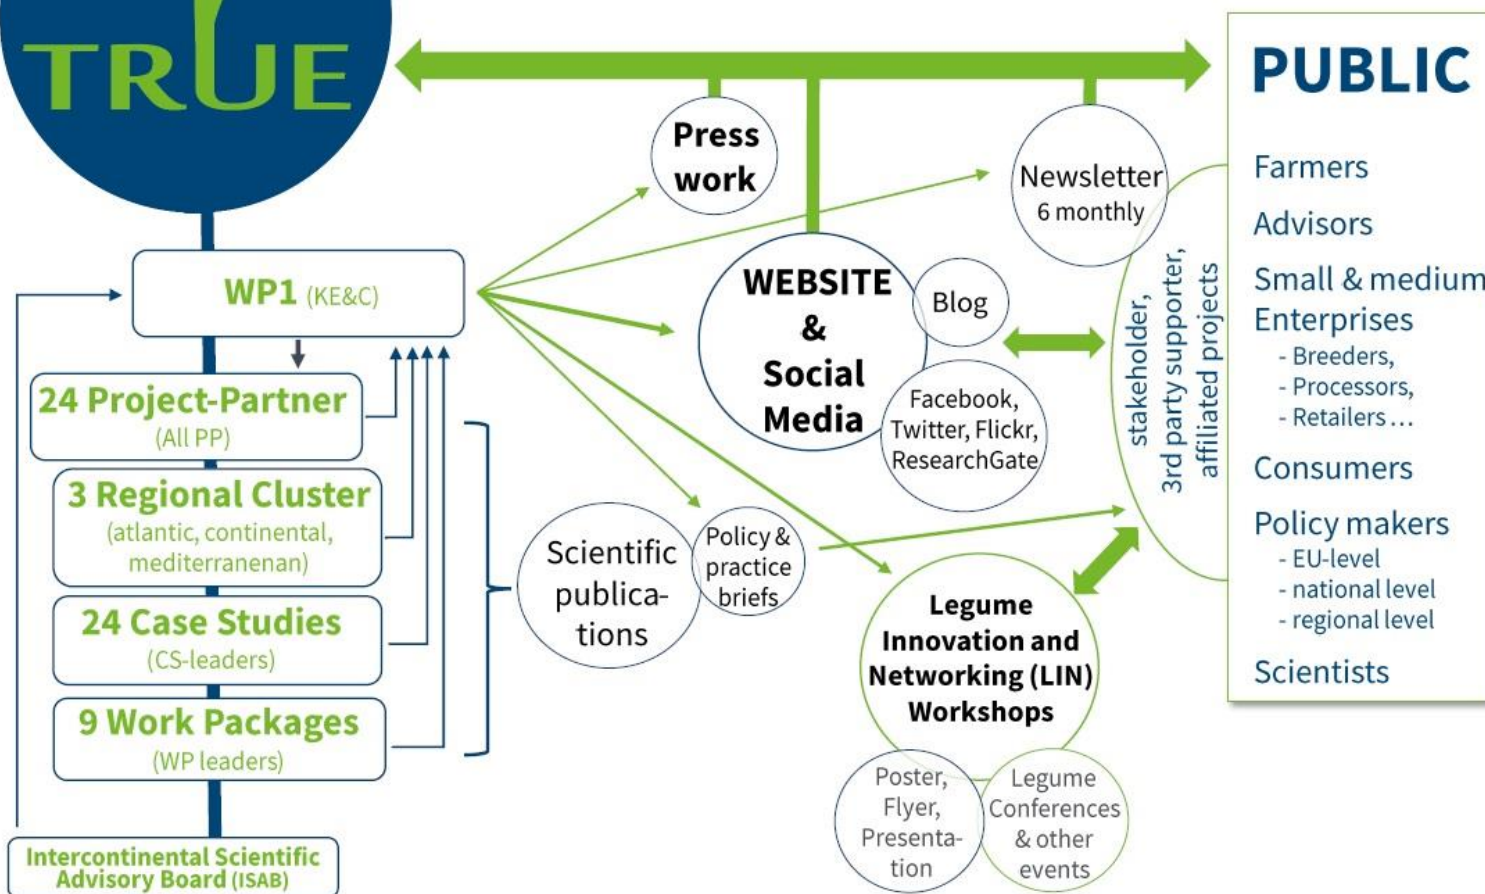 TRUE
WP1 (KE&C)
24 Project-Partner
(All PP)
3 Regional Cluster
(atlantic, continental,
mediterranenan)
24 Case Studies
(CS-leaders)
9 Work Packages
(WP leaders)
Intercontinental Scientific
Advisory Board (ISAB)
Press
work
Newsletter
6 monthly
WEBSITE
&
Social
Media
Blog
Facebook,
Twitter, Flickr,
ResearchGate
Scientific
publica-
tions
Policy &
practice
briefs
Legume
Innovation and
Networking (LIN)
Workshops
Poster,
Flyer,
Presenta-
tion
Legume
Conferences
& other
events
stakeholder,
3rd party supporter,
affiliated projects
PUBLIC
Farmers
Advisors
Small & medium
Enterprises
- Breeders,
- Processors,
- Retailers...
Consumers
Policy makers
- EU-level
- national level
- regional level
Scientists